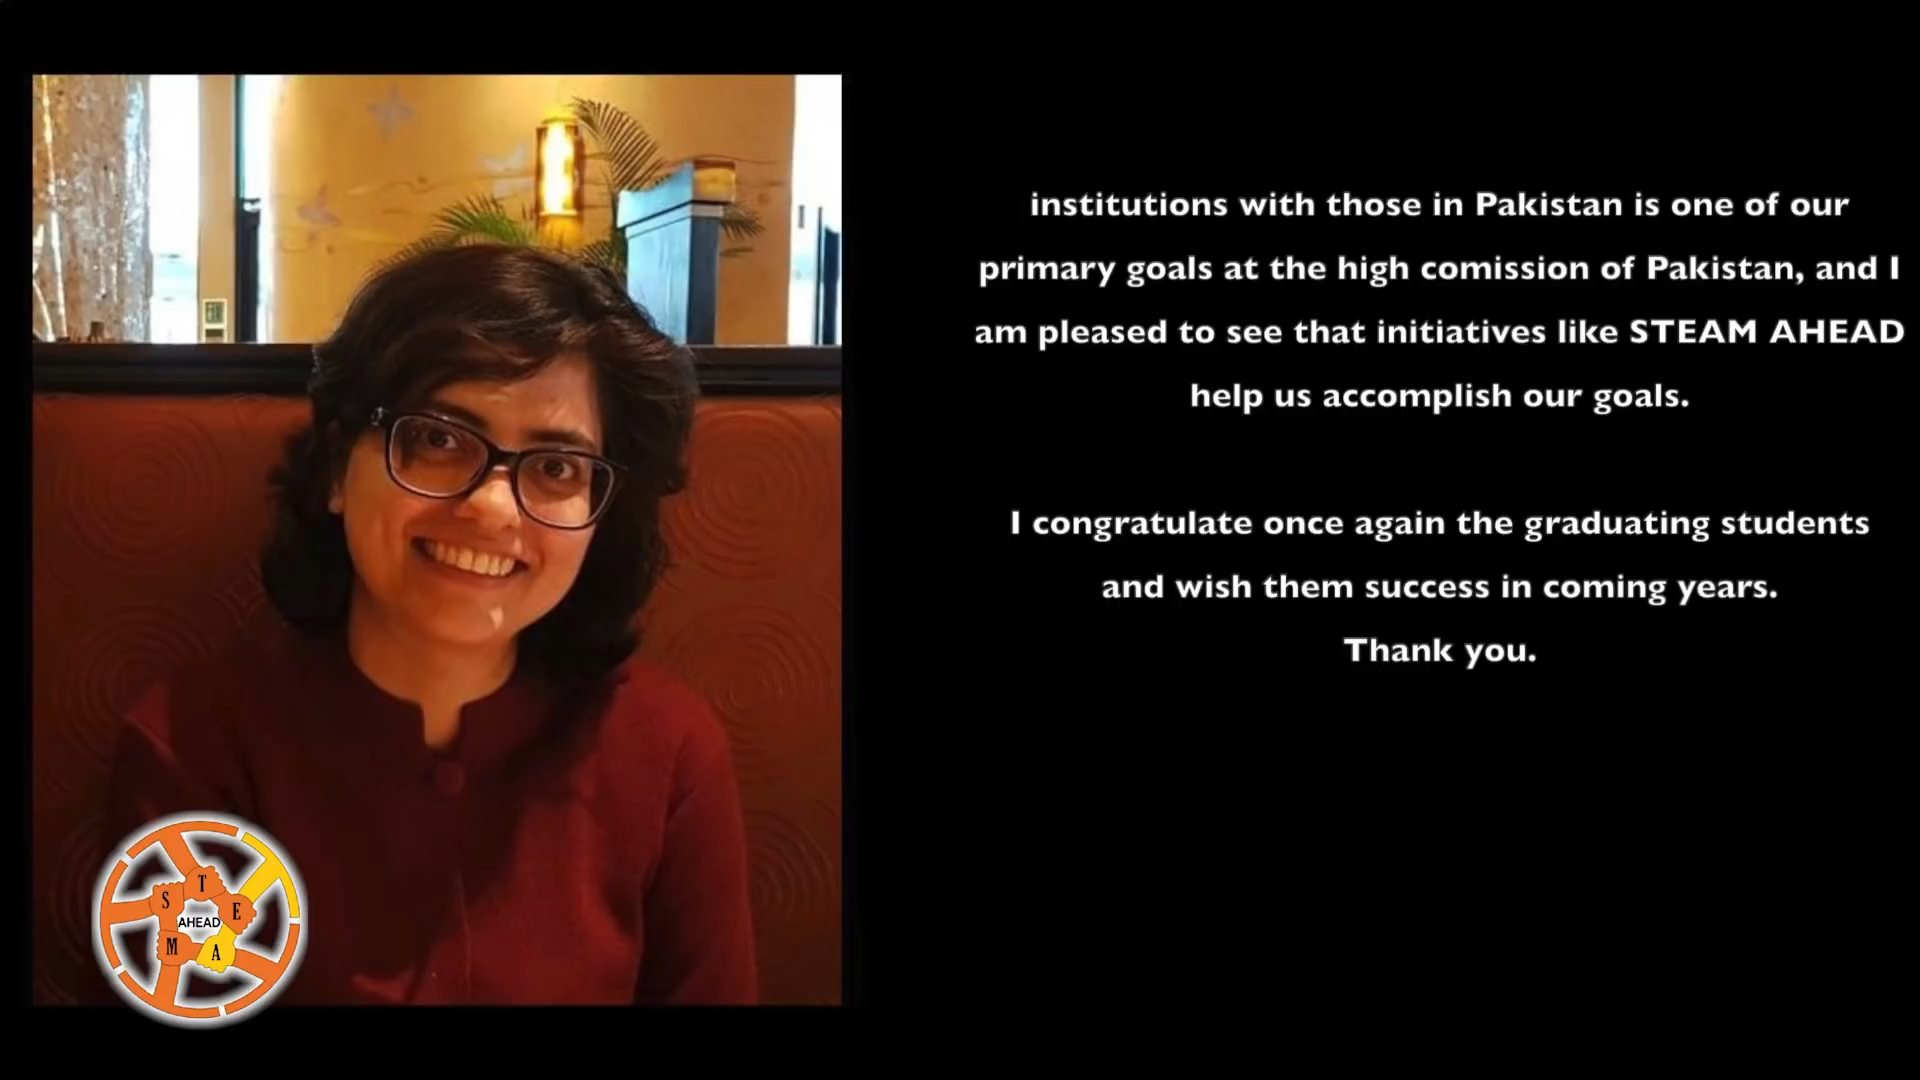 institutions with those in Pakistan is one of our
primary goals at the high comission of Pakistan, and I
am pleased to see that initiatives like STEAM AHEAD
help us accomplish our goals.
I congratulate once again the graduating students
and wish them success in coming years.
Thank you.
S
T
E
A
M
AHEAD